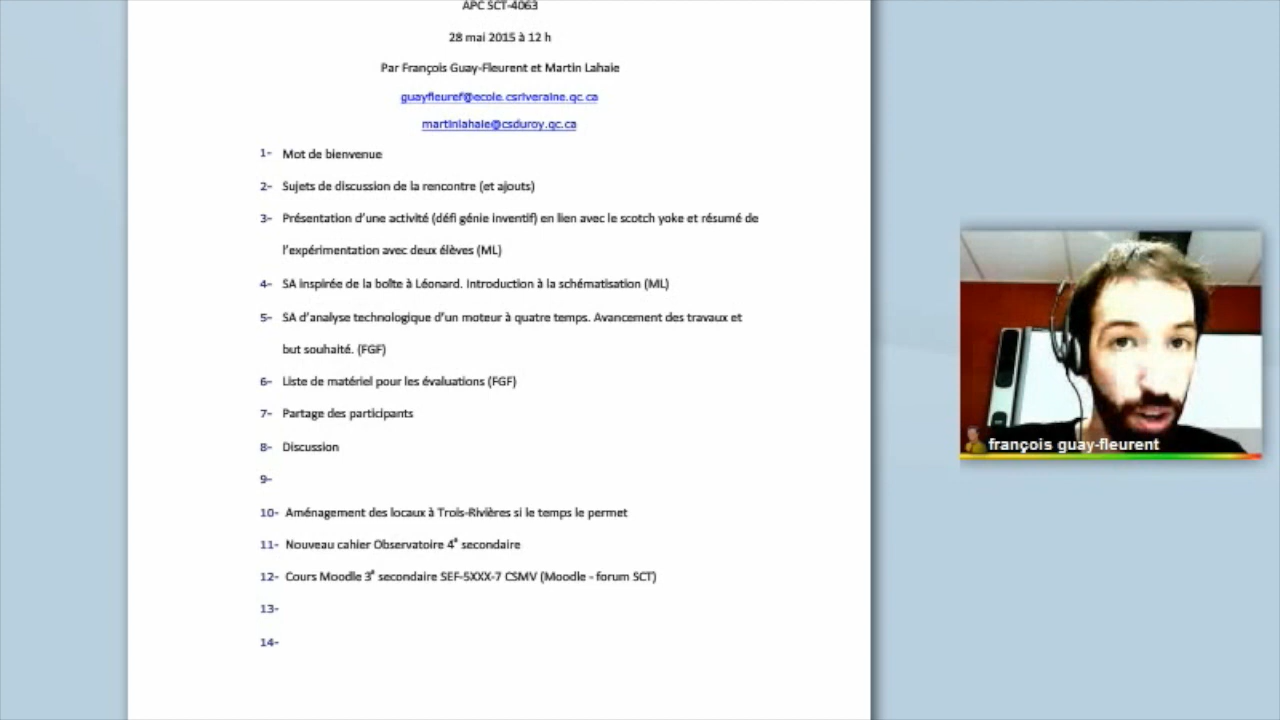 APC SCT-4063
28 mai 2015 à 12 h
Par François Guay-Fleurent et Martin Lahaie
guayfleuref@ecole.csriveraine.qc.ca
martinlahaie@csduroy.qc.ca
1- Mot de bienvenue
2- Sujets de discussion de la rencontre (et ajouts)
3- Présentation d'une activité (défi génie inventif) en lien avec le scotch yoke et résumé de
l'expérimentation avec deux élèves (ML)
4- SA inspirée de la boîte à Léonard. Introduction à la schématisation (ML)
5- SA d'analyse technologique d'un moteur à quatre temps. Avancement des travaux et
but souhaité. (FGF)
6- Liste de matériel pour les évaluations (FGF)
7- Partage des participants
8- Discussion
9-
10- Aménagement des locaux à Trois-Rivières si le temps le permet
11- Nouveau cahier Observatoire 4e secondaire
12- Cours Moodle 3e secondaire SEF-5XXX-7 CSMV (Moodle - forum SCT)
13-
14-
françois guay-fleurent